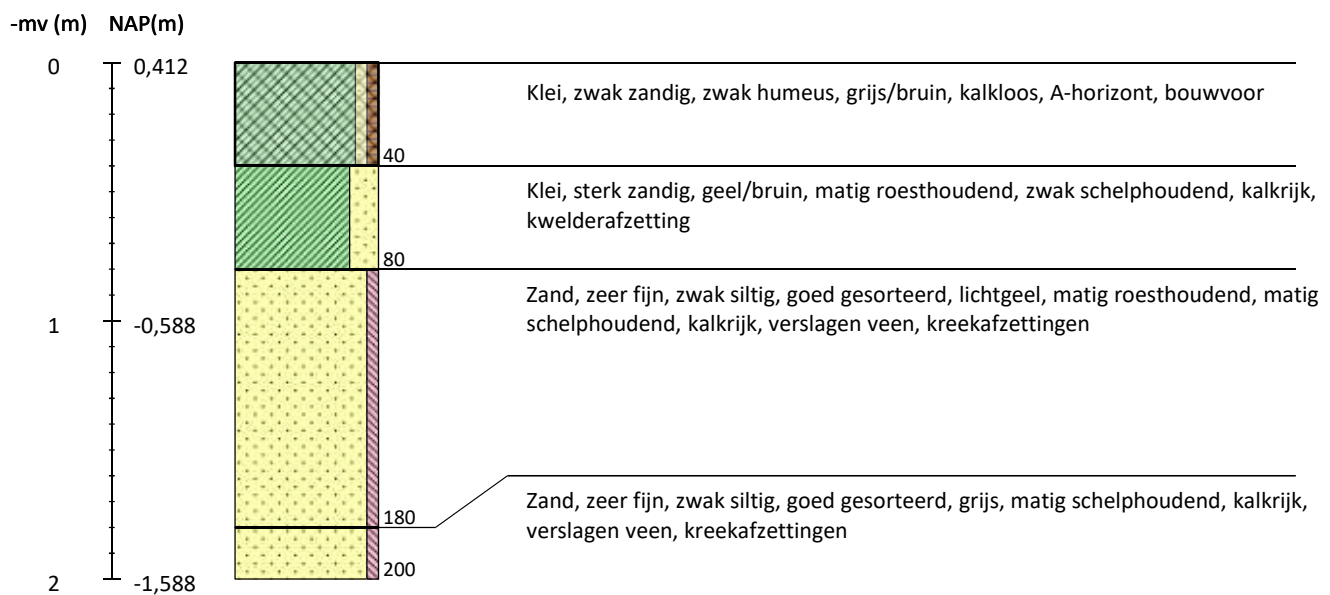 -mv (m) NAP(m)
0 0,412
Klei, zwak zandig, zwak humeus, grijs/bruin, kalkloos, A-horizont, bouwvoor
40
Klei, sterk zandig, geel/bruin, matig roesthoudend, zwak schelphoudend, kalkrijk,
kwelderafzetting
80
Zand, zeer fijn, zwak siltig, goed gesorteerd, lichtgeel, matig roesthoudend, matig
schelphoudend, kalkrijk, verslagen veen, kreekafzettingen
1 -0,588
Zand, zeer fijn, zwak siltig, goed gesorteerd, grijs, matig schelphoudend, kalkrijk,
verslagen veen, kreekafzettingen
180
200
2 -1,588